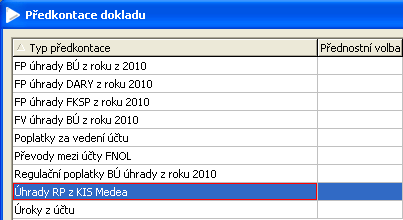 Předkontace dokladu
Typ předkontace Přednostní volba
FP úhrady BÚ z roku z 2010
FP úhrady DARY z roku 2010
FP úhrady FKSP z roku 2010
FV úhrady BÚ z roku 2010
Poplatky za vedení účtu
Převody mezi účty FNOL
Regulační poplatky BÚ úhrady z roku 2010
Úhrady RP z KIS Medea
Úroky z účtu